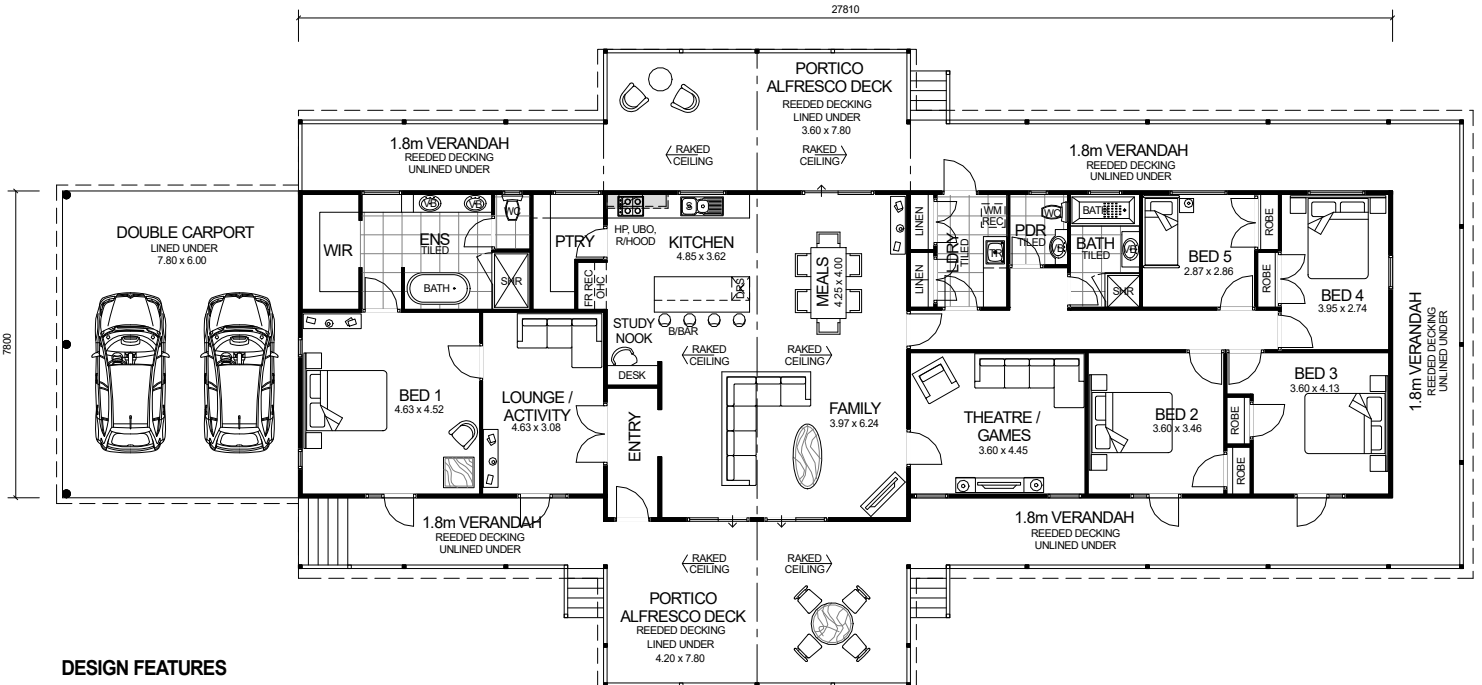 27810
PORTICO
ALFRESCO DECK
REEDED DECKING
LINED UNDER
3.60 x 7.80
1.8m VERANDAH
REEDED DECKING
UNLINED UNDER
RAKED
CEILING
RAKED
CEILING
1.8m VERANDAH
REEDED DECKING
UNLINED UNDER
7800
DOUBLE CARPORT
LINED UNDER
7.80 x 6.00
WIR
ENS
TILED
VB
VB
WC
BATH
SHR
PTRY
FR REC
OHC
HP, UBO,
R/HOOD
KITCHEN
4.85 x 3.62
DRS
B/BAR
STUDY
NOOK
DESK
MEALS
4.25 x 4.00
LINEN
LINEN
LDRY
TILED
WM
REC
TR
PDR
TILED
WC
VB
BATH
BATH
TILED
VB
SHR
BED 5
2.87 x 2.86
ROBE
ROBE
BED 4
3.95 x 2.74
1.8m VERANDAH
REEDED DECKING
UNLINED UNDER
RAKED
CEILING
RAKED
CEILING
BED 1
4.63 x 4.52
LOUNGE /
ACTIVITY
4.63 x 3.08
ENTRY
FAMILY
3.97 x 6.24
THEATRE /
GAMES
3.60 x 4.45
BED 2
3.60 x 3.46
ROBE
ROBE
BED 3
3.60 x 4.13
1.8m VERANDAH
REEDED DECKING
UNLINED UNDER
RAKED
CEILING
RAKED
CEILING
1.8m VERANDAH
REEDED DECKING
UNLINED UNDER
PORTICO
ALFRESCO DECK
REEDED DECKING
LINED UNDER
4.20 x 7.80
DESIGN FEATURES